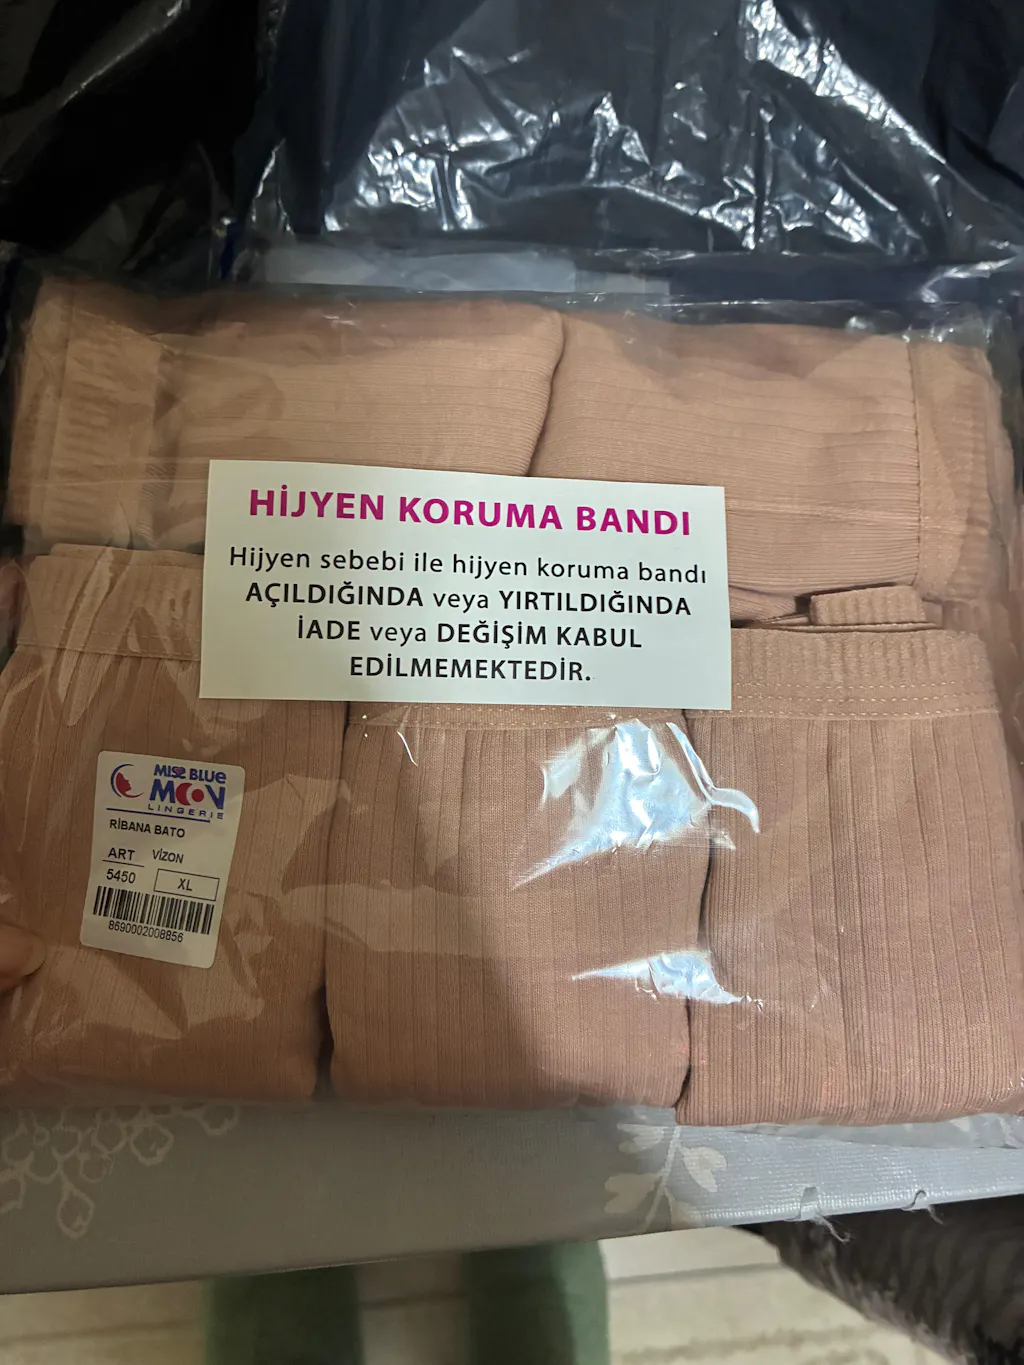 HİJYEN KORUMA BANDI
Hijyen sebebi ile hijyen koruma bandı
AÇILDIĞINDA veya YIRTILDIĞINDA
İADE veya DEĞİŞİM KABUL
EDİLMEMEKTEDİR.
MISS BLUE
MOON
LINGERIE
RİBANA BATO
ART VİZON
5450 XL
8690002008856